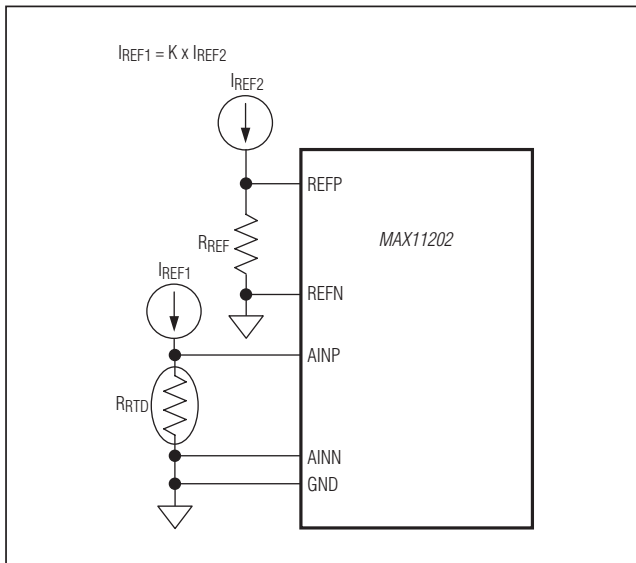 IREF1 = K x IREF2
IREF2
REFP
MAX11202
RREF
REFN
IREF1
AINP
RRTD
AINN
GND